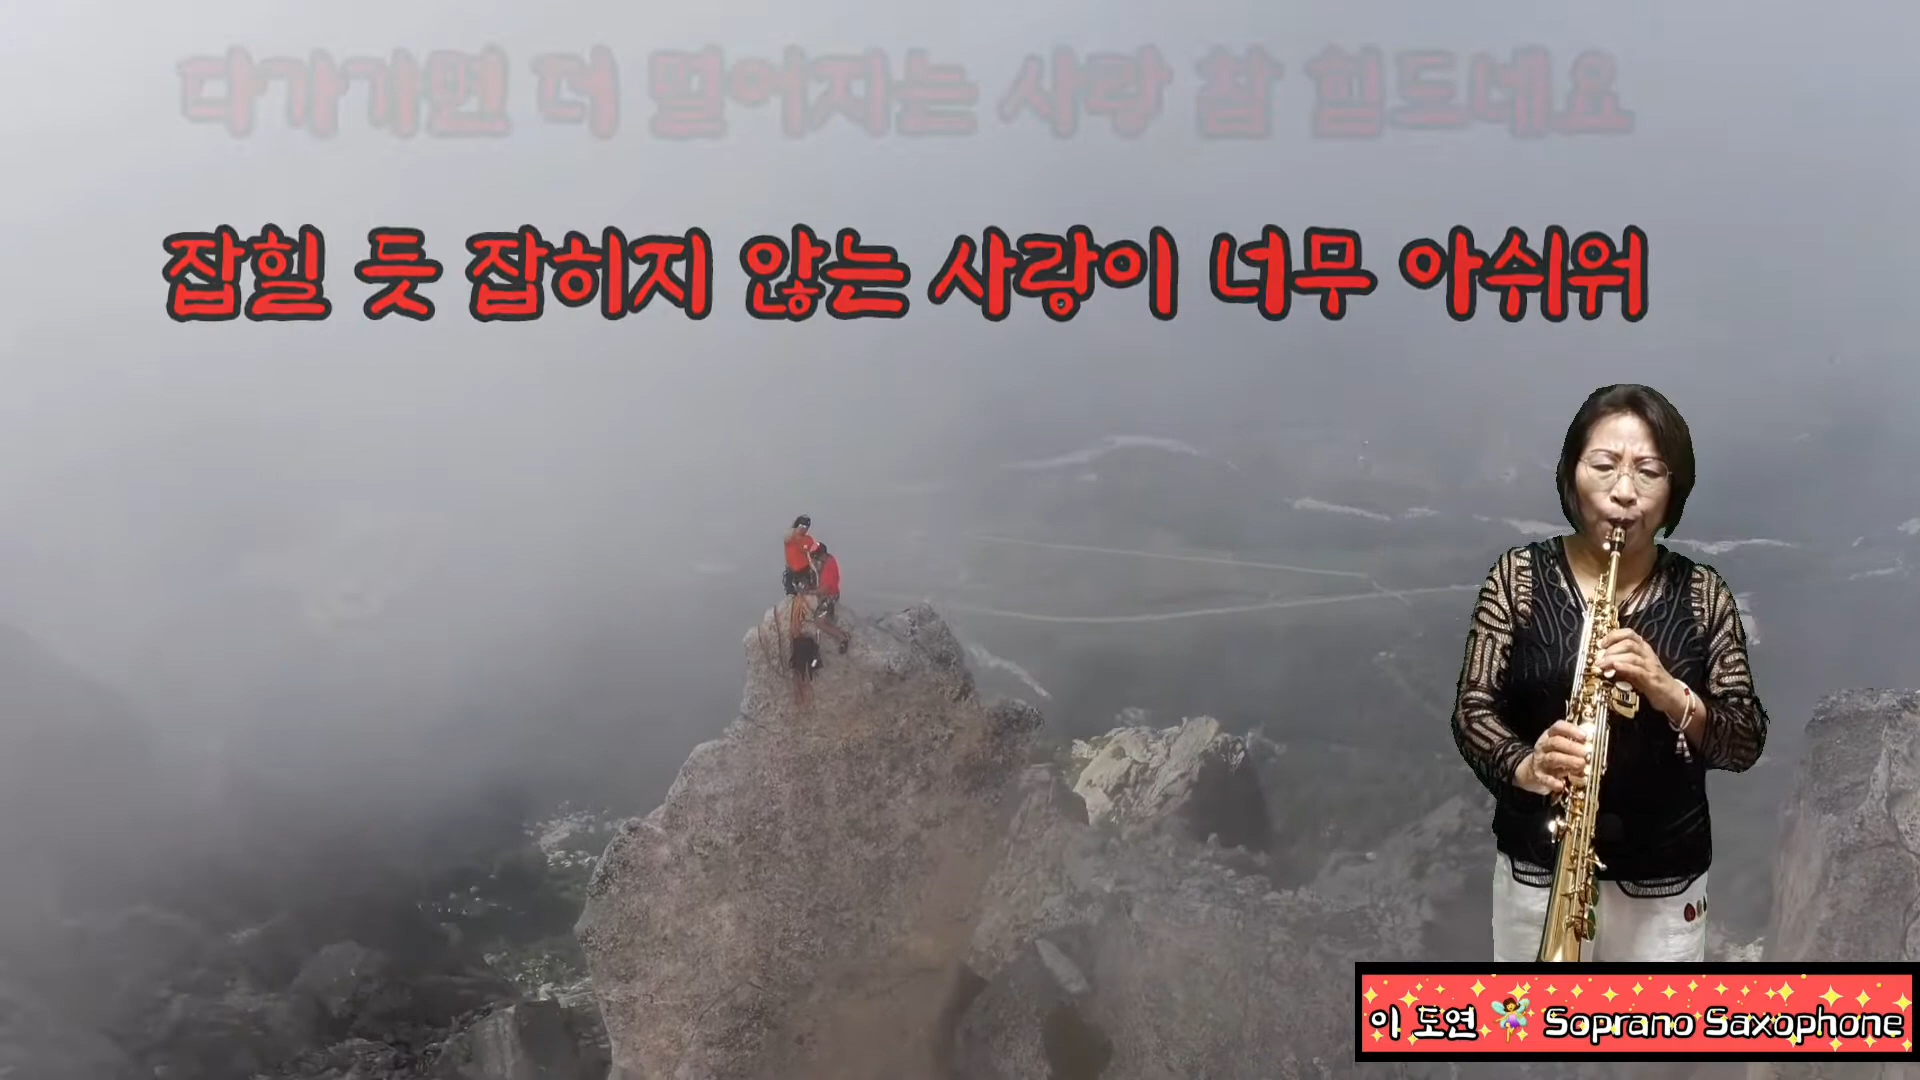 다가가면 더 멀어지는 사랑 참 힘드네요
잡힐 듯 잡히지 않는 사랑이 너무 아쉬워
이 도연 🧚 Soprano Saxophone